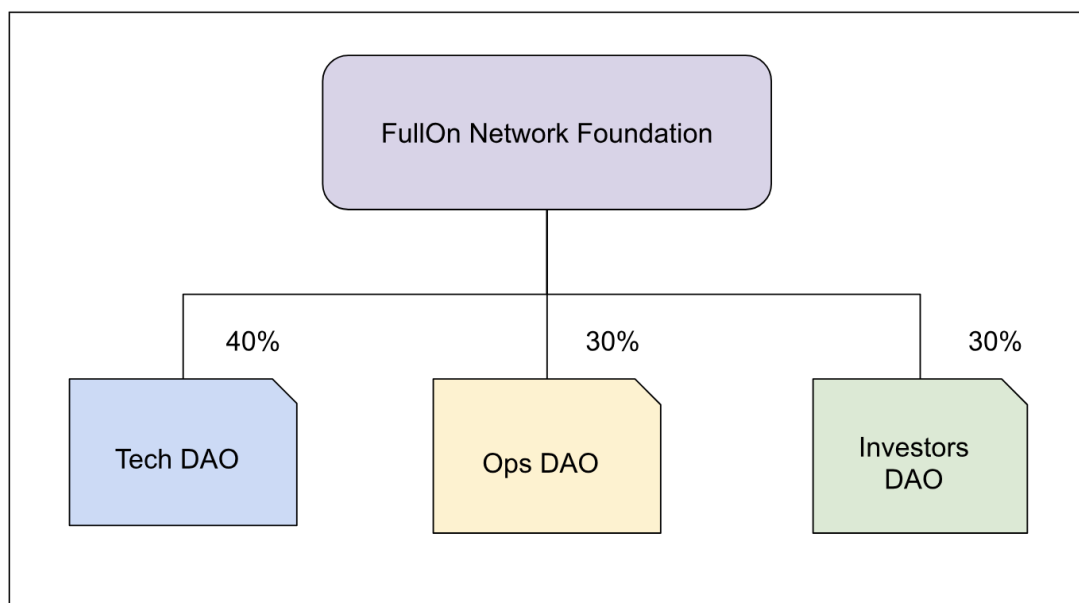 FullOn Network Foundation
40%
30%
30%
Tech DAO
Ops DAO
Investors
DAO